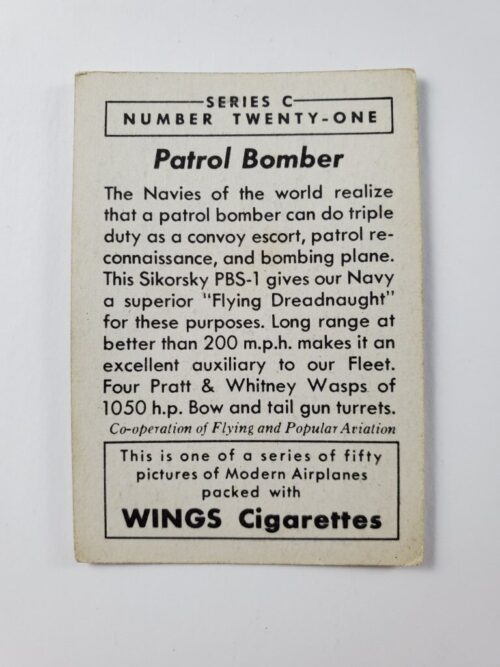 SERIES C
NUMBER TWENTY-ONE
Patrol Bomber
The Navies of the world realize
that a patrol bomber can do triple
duty as a convoy escort, patrol re-
connaissance, and bombing plane.
This Sikorsky PBS-1 gives our Navy
a superior "Flying Dreadnaught"
for these purposes. Long range at
better than 200 m.p.h. makes it an
excellent auxiliary to our Fleet.
Four Pratt & Whitney Wasps of
1050 h.p. Bow and tail gun turrets.
Co-operation of Flying and Popular Aviation
This is one of a series of fifty
pictures of Modern Airplanes
packed with
WINGS Cigarettes